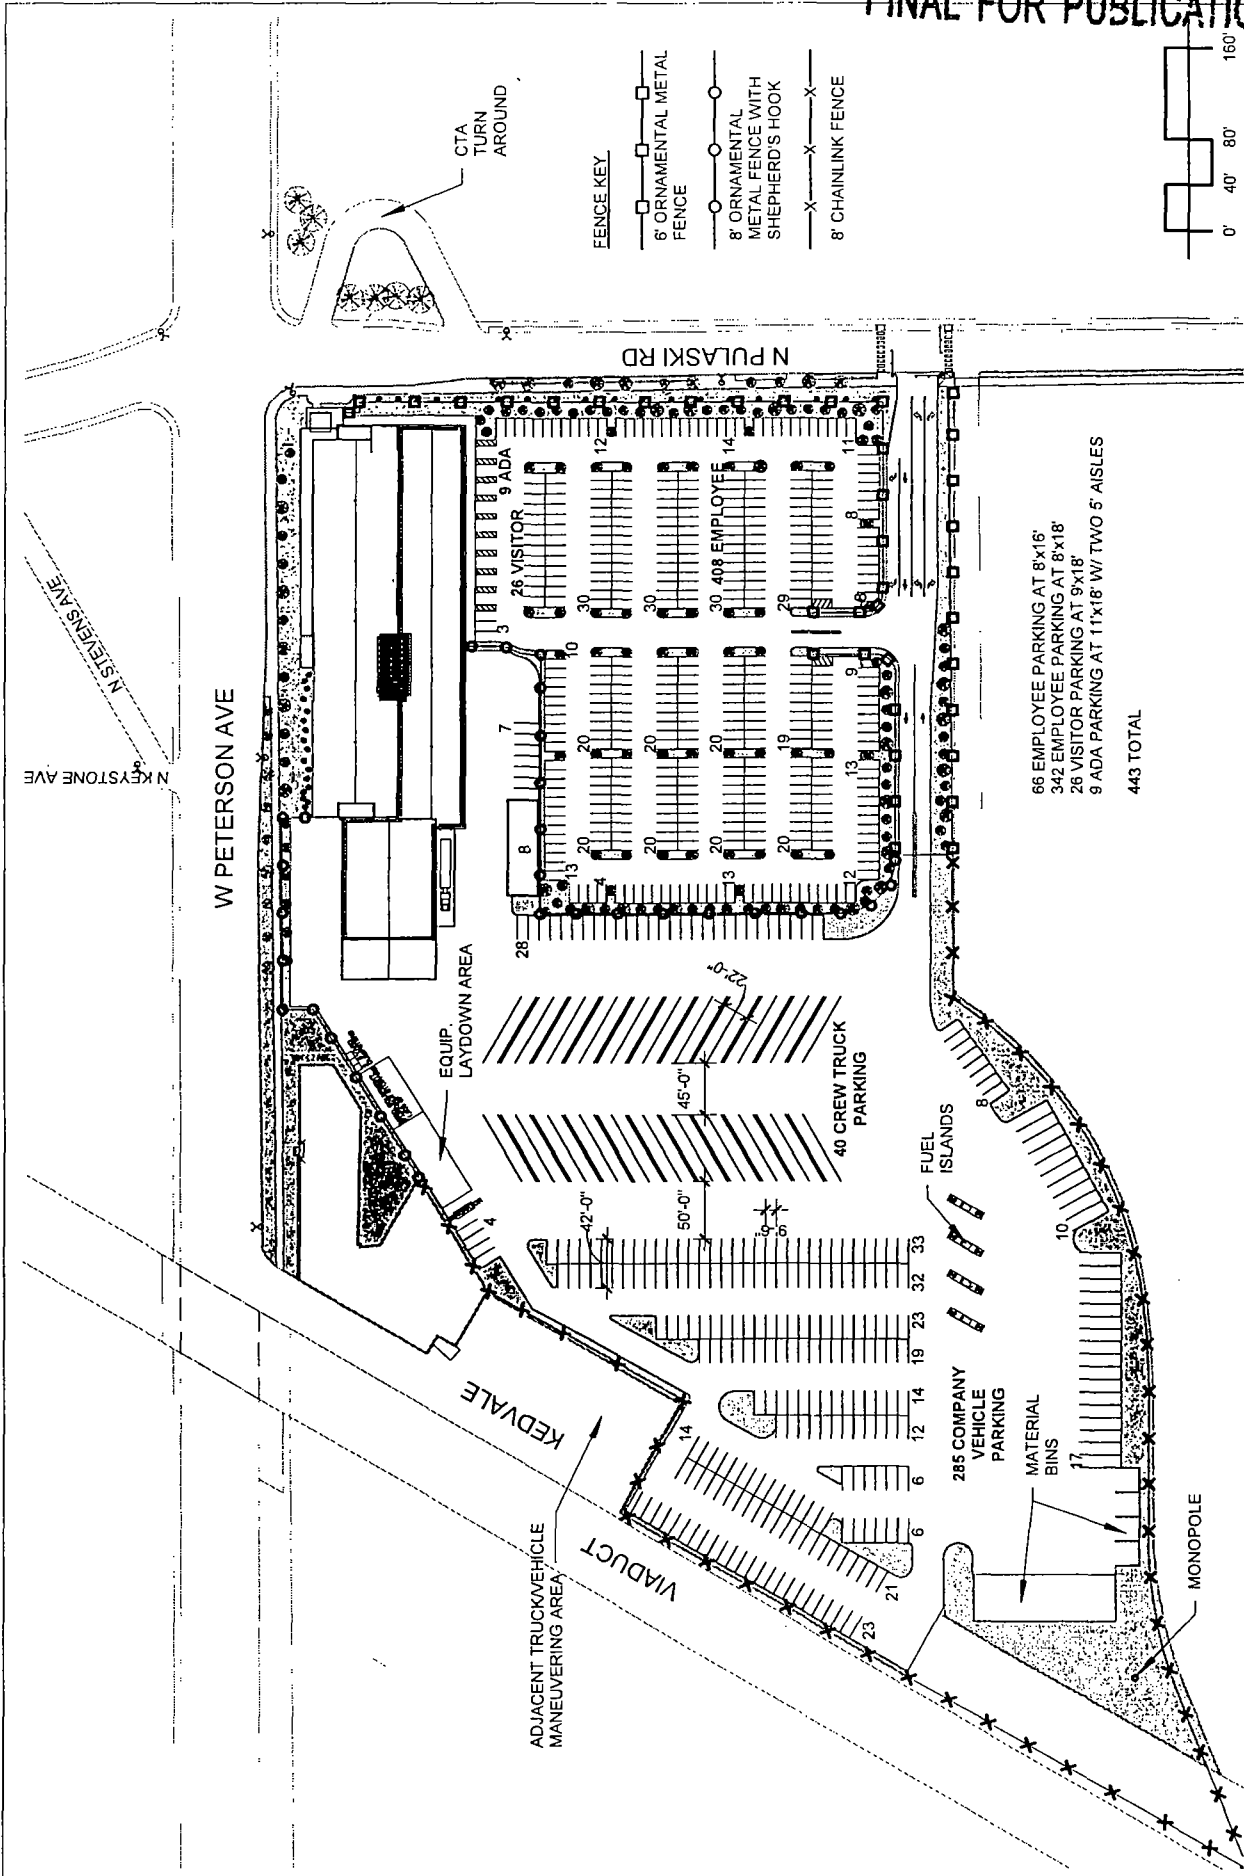 FINAL FOR PUBLICATIO
N STEVENS AVE
N KEYSTONE AVE
W PETERSON AVE
CTA
TURN
AROUND
FENCE KEY
6' ORNAMENTAL METAL
FENCE
8' ORNAMENTAL
METAL FENCE WITH
SHEPHERD'S HOOK
8' CHAINLINK FENCE
0'
40'
80'
160'
N PULASKI RD
9 ADA
26 VISITOR
3
12
14
11
408 EMPLOYEE
30
30
30
29
8
8
7
8
10
20
20
20
19
9
13
20
20
20
20
13
4
13
12
28
EQUIP.
LAYDOWN AREA
22'-0"
45'-0"
40 CREW TRUCK
PARKING
50'-0"
42'-0"
9'-6"
4
33
32
23
19
14
12
6
6
14
21
23
FUEL
ISLANDS
8
10
17
285 COMPANY
VEHICLE
PARKING
MATERIAL
BINS
MONOPOLE
KEDVALE
VIADUCT
ADJACENT TRUCK/VEHICLE
MANEUVERING AREA
66 EMPLOYEE PARKING AT 8'x16'
342 EMPLOYEE PARKING AT 8'x18'
26 VISITOR PARKING AT 9'x18'
9 ADA PARKING AT 11'x18' W/ TWO 5' AISLES
443 TOTAL